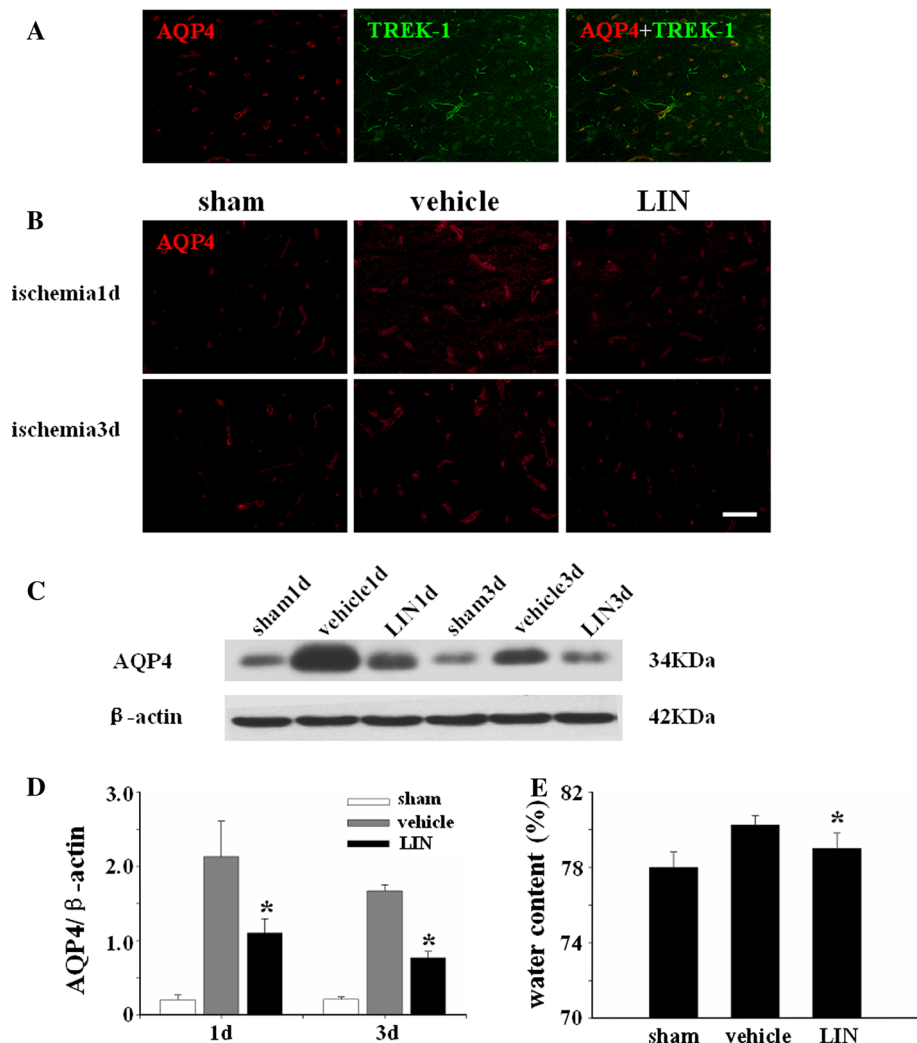 A
AQP4
TREK-1
AQP4+TREK-1
sham
vehicle
LIN
B
AQP4
ischemia1d
ischemia3d
C
sham1d
vehicle1d
LIN1d
sham3d
vehicle3d
LIN3d
AQP4
34KDa
β-actin
42KDa
D
AQP4/β-actin
3.0
2.0
1.0
0
sham
vehicle
LIN
*
*
1d
3d
E
water content (%)
82
78
74
70
*
sham
vehicle
LIN